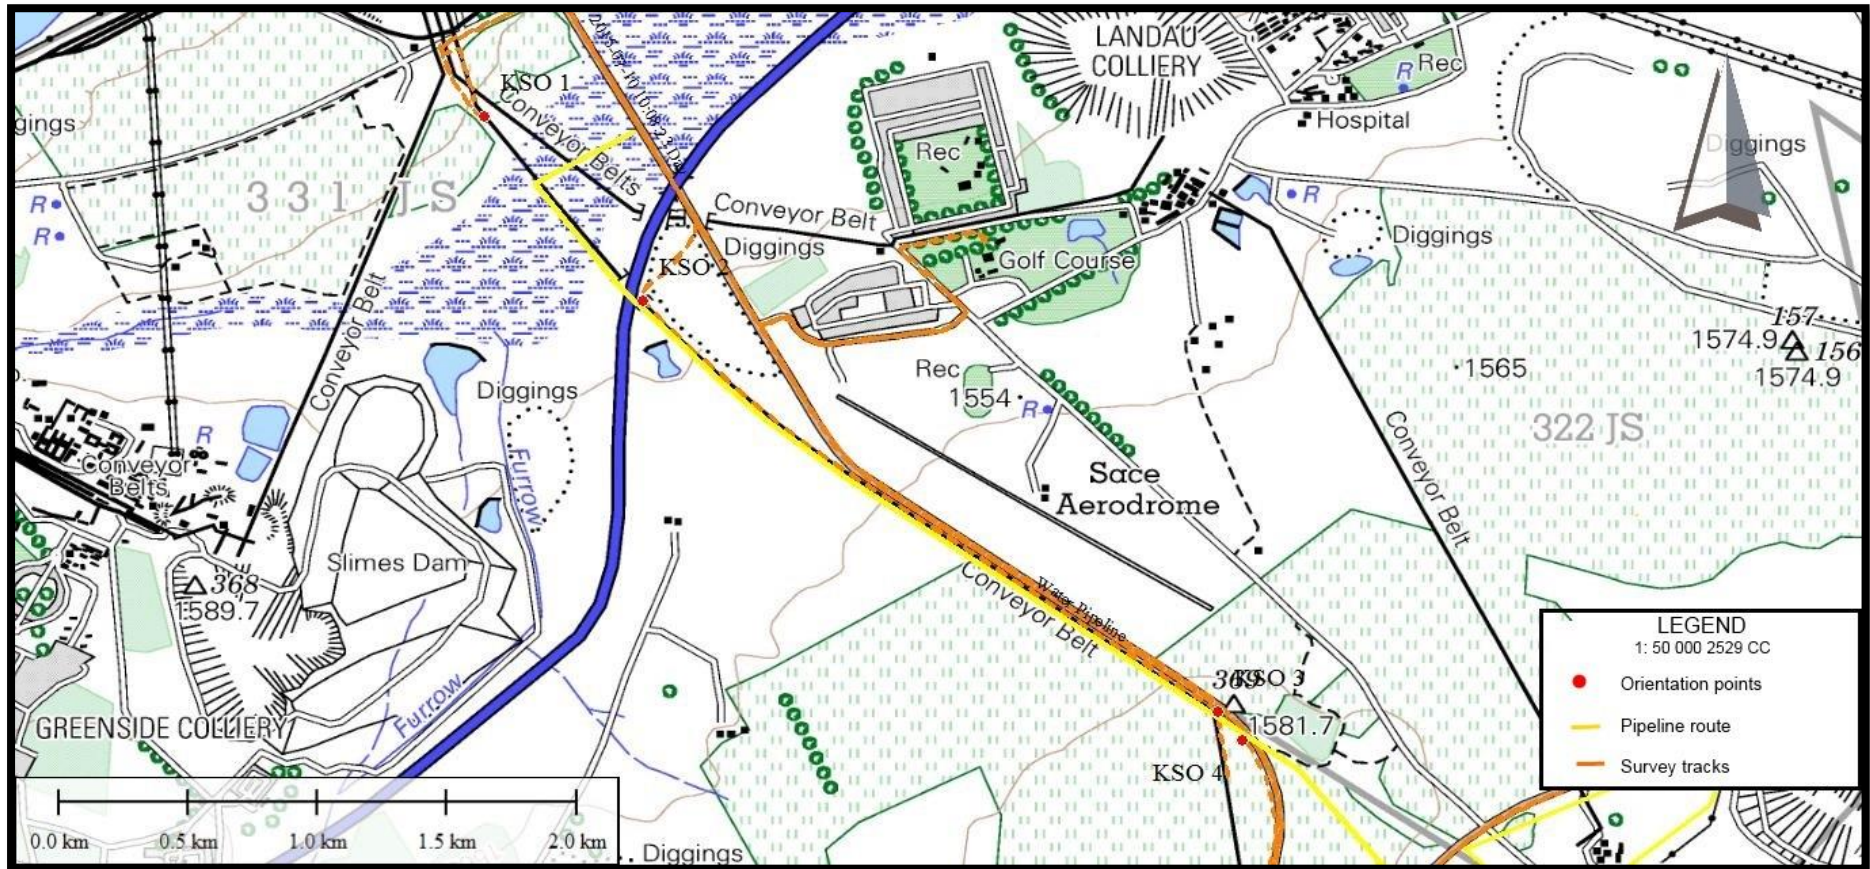 LANDAU
COLLIERY
R
Rec
KSO 1
Conveyor Belts
Hospital
gings
Diggings
Rec
331 JS
R
R
R
Conveyor Belt
Diggings
Diggings
KSO 2
Golf Course
Conveyor Belt
157
1574.9
156
1574.9
Rec
1554
R
1565
Diggings
322 JS
R
Furrow
Conveyor
Belts
Conveyor Belt
Sace
Aerodrome
Slimes Dam
368
1589.7
Conveyor Belt
Water Pipeline
LEGEND
1: 50 000 2529 CC
Orientation points
Pipeline route
Survey tracks
369
KSO 3
1581.7
KSO 4
Furrow
GREENSIDE COLLIERY
0.0 km
0.5 km
1.0 km
1.5 km
2.0 km
Diggings